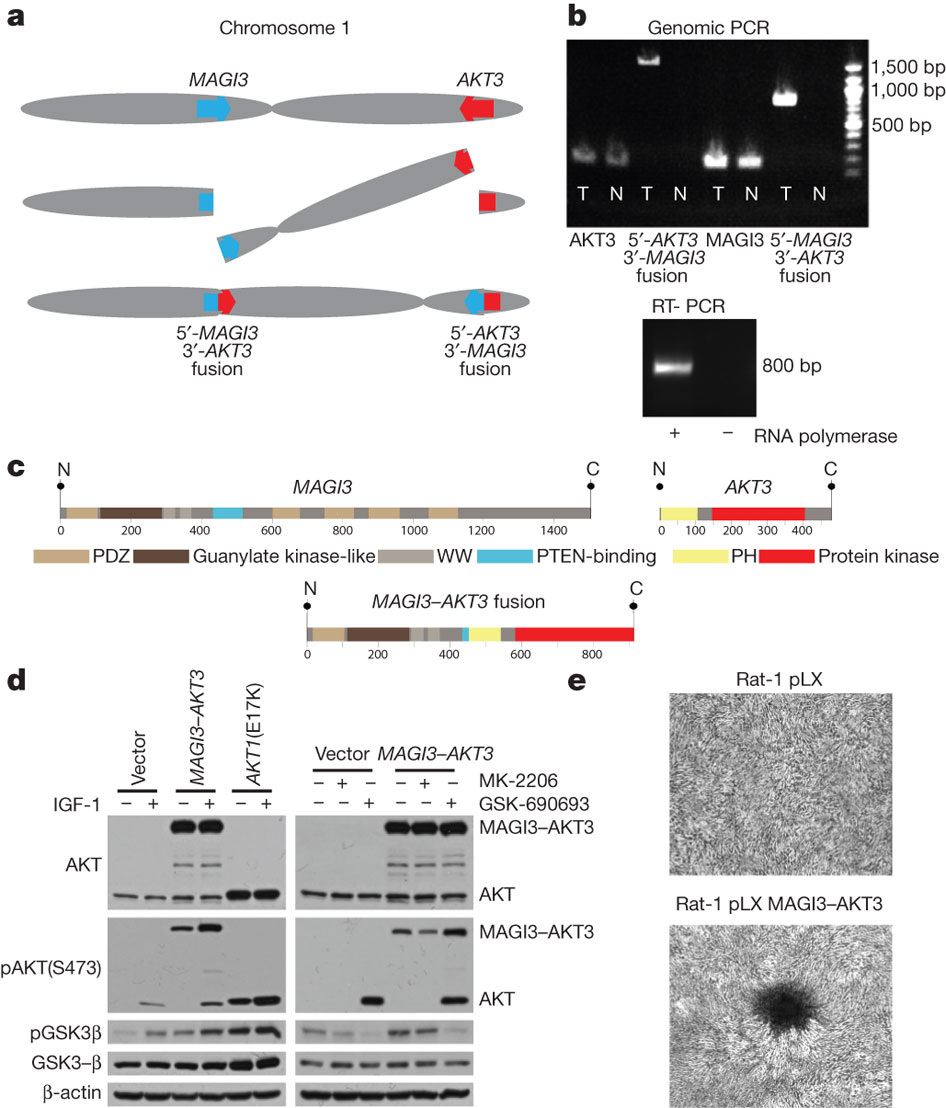 a
Chromosome 1
MAGI3 AKT3
5′-MAGI3
3′-AKT3
fusion
5′-AKT3
3′-MAGI3
fusion
b
Genomic PCR
1,500 bp
1,000 bp
500 bp
T N T N T N T N
AKT3
5′-AKT3
3′-MAGI3
fusion
MAGI3
5′-MAGI3
3′-AKT3
fusion
RT- PCR
800 bp
+ – RNA polymerase
c
N MAGI3 C
0 200 400 600 800 1000 1200 1400
N AKT3 C
0 100 200 300 400
PDZ Guanylate kinase-like WW PTEN-binding PH Protein kinase
N MAGI3–AKT3 fusion C
0 200 400 600 800
d
Vector MAGI3–AKT3 AKT1(E17K)
IGF-1 – + – + – +
Vector MAGI3–AKT3
– + – – + – MK-2206
– – + – – + GSK-690693
AKT
MAGI3–AKT3
AKT
pAKT(S473)
MAGI3–AKT3
AKT
pGSK3β
GSK3–β
β-actin
e
Rat-1 pLX
Rat-1 pLX MAGI3–AKT3